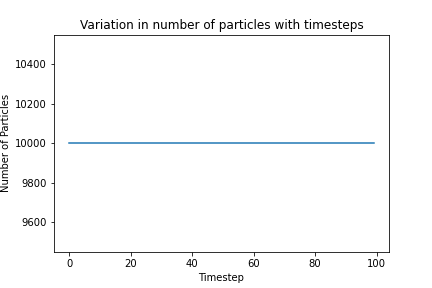 Variation in number of particles with timesteps
Number of Particles
10400
10200
10000
9800
9600
0 20 40 60 80 100
Timestep